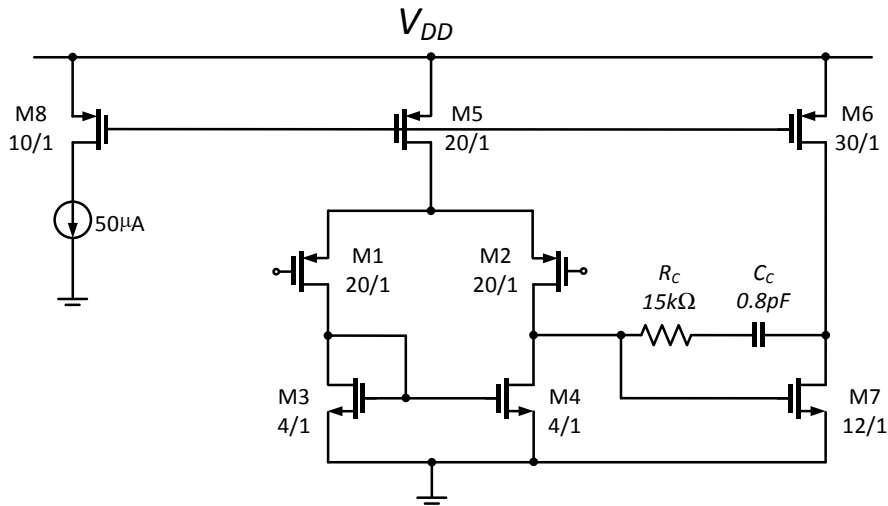 V_DD
M8
10/1
M5
20/1
M6
30/1
50μA
M1
20/1
M2
20/1
R_C
15kΩ
C_C
0.8pF
M3
4/1
M4
4/1
M7
12/1